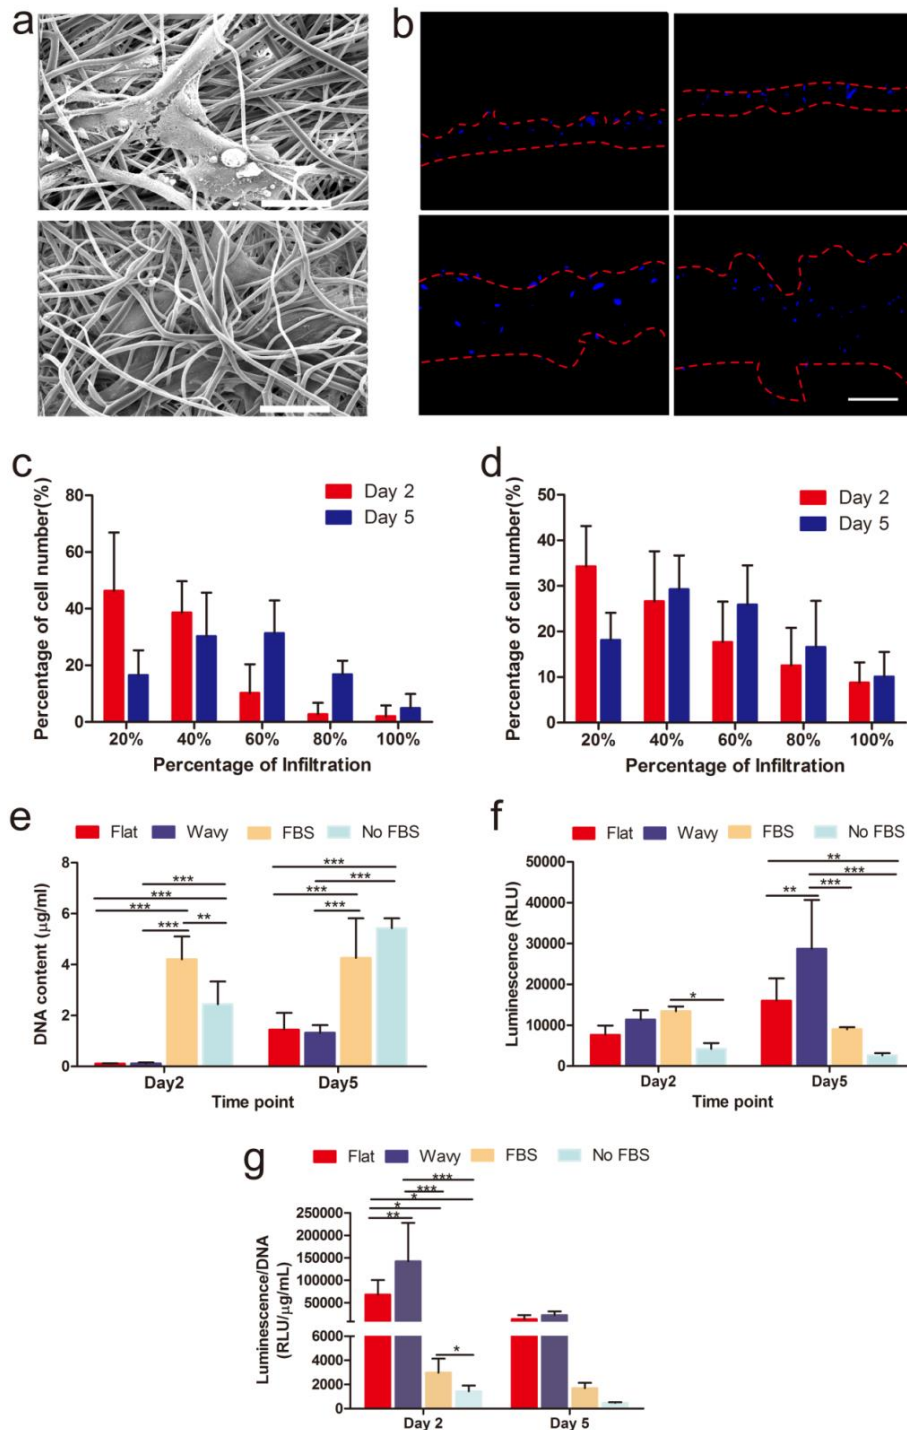 a
b
c
Percentage of cell number(%)
80
60
40
20
0
Day 2
Day 5
20% 40% 60% 80% 100%
Percentage of Infiltration
d
Percentage of cell number(%)
50
40
30
20
10
0
Day 2
Day 5
20% 40% 60% 80% 100%
Percentage of Infiltration
e
Flat Wavy FBS No FBS
DNA content (µg/ml)
8
6
4
2
0
***
***
***
***
**
***
***
***
***
Day2 Day5
Time point
f
Flat Wavy FBS No FBS
Luminescence (RLU)
50000
40000
30000
20000
10000
0
*
**
***
***
**
Day2 Day5
Time point
g
Flat Wavy FBS No FBS
Luminescence/DNA
(RLU/µg/mL)
250000
200000
150000
100000
50000
6000
4000
2000
0
***
***
*
*
**
*
Day 2 Day 5